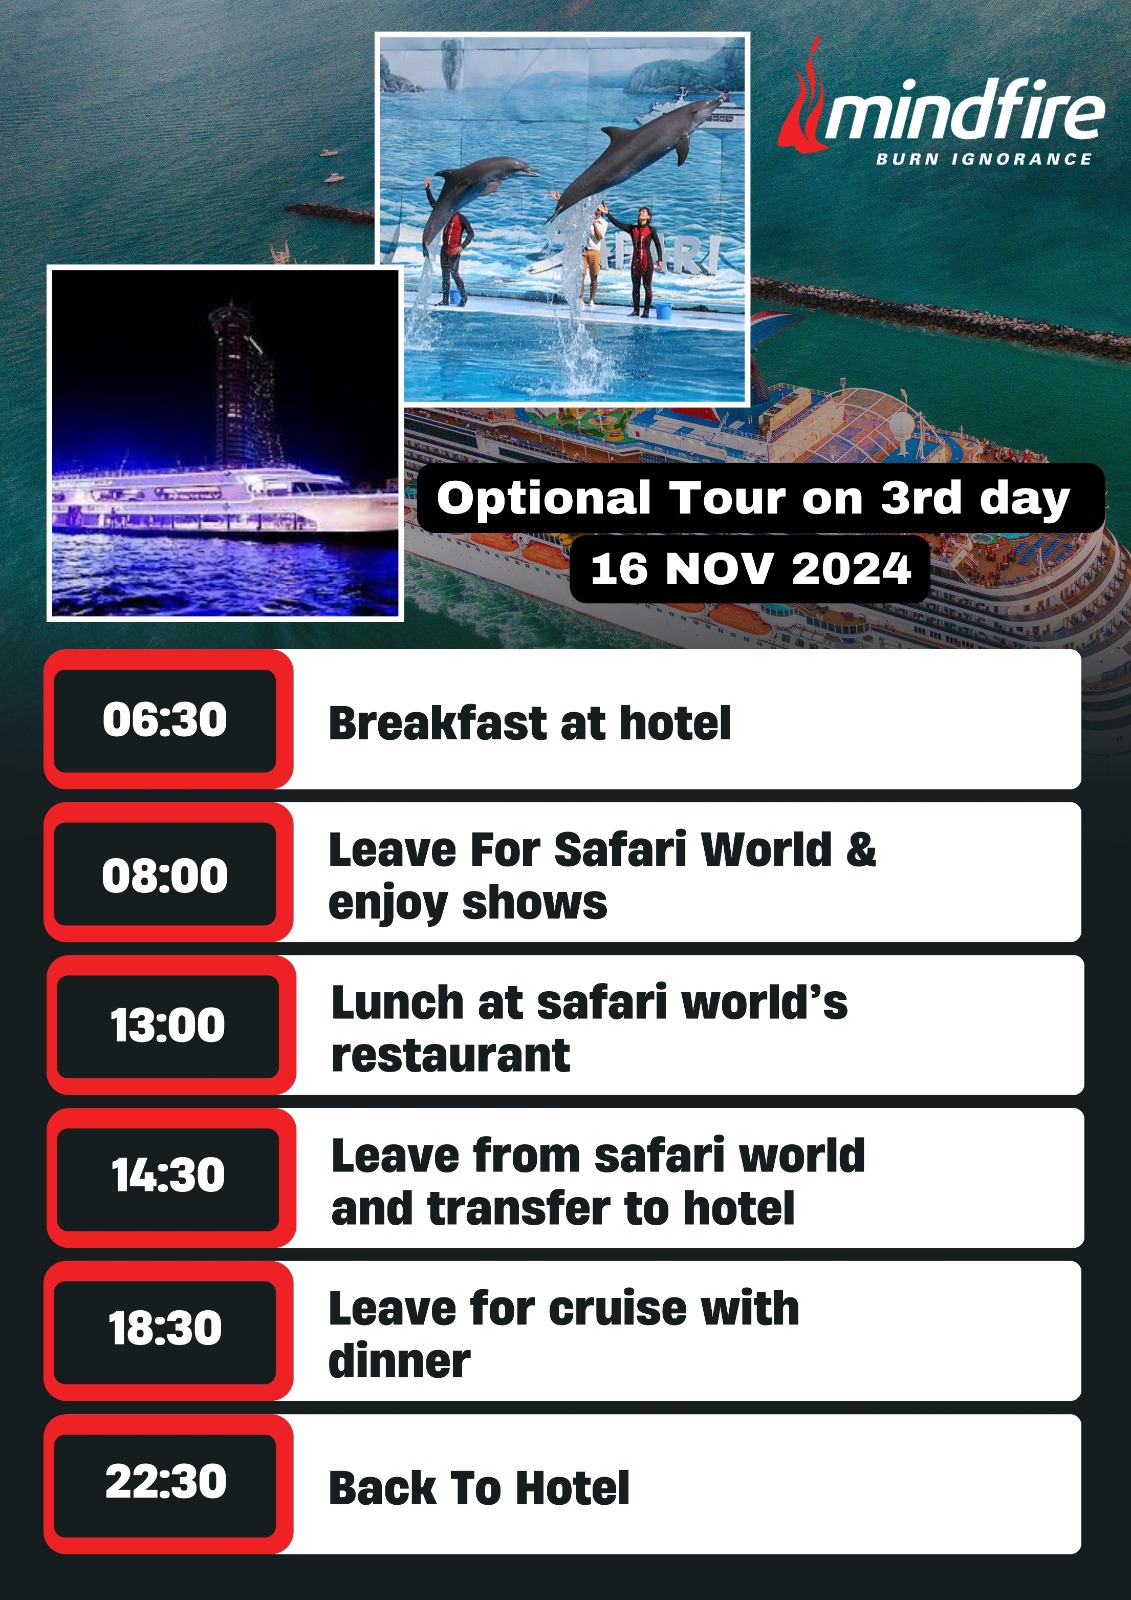 mindfire
BURN IGNORANCE
Optional Tour on 3rd day
16 NOV 2024
06:30
Breakfast at hotel
08:00
Leave For Safari World &
enjoy shows
13:00
Lunch at safari world’s
restaurant
14:30
Leave from safari world
and transfer to hotel
18:30
Leave for cruise with
dinner
22:30
Back To Hotel